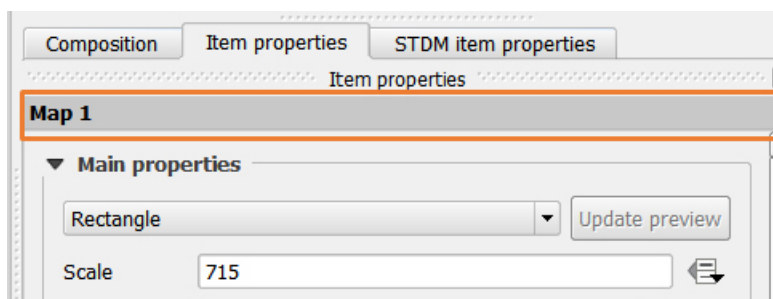 Composition Item properties STDM item properties
Item properties
Map 1
Main properties
Rectangle Update preview
Scale 715